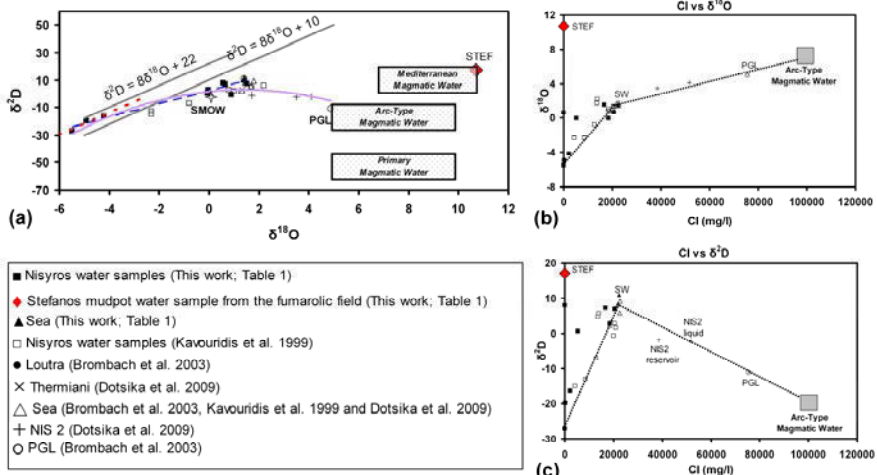 50
30
10
-10
-30
-50
-70
δ²D
δ²D = 8δ¹⁸O + 22
δ²D = 8δ¹⁸O + 10
STEF
Mediterranean
Magmatic Water
SMOW
PGL
Arc-Type
Magmatic Water
Primary
Magmatic Water
-6 -4 -2 0 2 4 6 8 10 12
(a)
δ¹⁸O
Cl vs δ¹⁸O
12
8
4
0
-4
-8
δ¹⁸O
STEF
SW
PGL
Arc-Type
Magmatic Water
0 20000 40000 60000 80000 100000 120000
(b)
Cl (mg/l)
Nisyros water samples (This work; Table 1)
Stefanos mudpot water sample from the fumarolic field (This work; Table 1)
Sea (This work; Table 1)
Nisyros water samples (Kavouridis et al. 1999)
Loutra (Brombach et al. 2003)
Thermiani (Dotsika et al. 2009)
Sea (Brombach et al. 2003, Kavouridis et al. 1999 and Dotsika et al. 2009)
NIS 2 (Dotsika et al. 2009)
PGL (Brombach et al. 2003)
Cl vs δ²D
20
10
0
-10
-20
-30
δ²D
STEF
SW
NIS2
liquid
NIS2
reservoir
PGL
Arc-Type
Magmatic Water
0 20000 40000 60000 80000 100000 120000
(c)
Cl (mg/l)